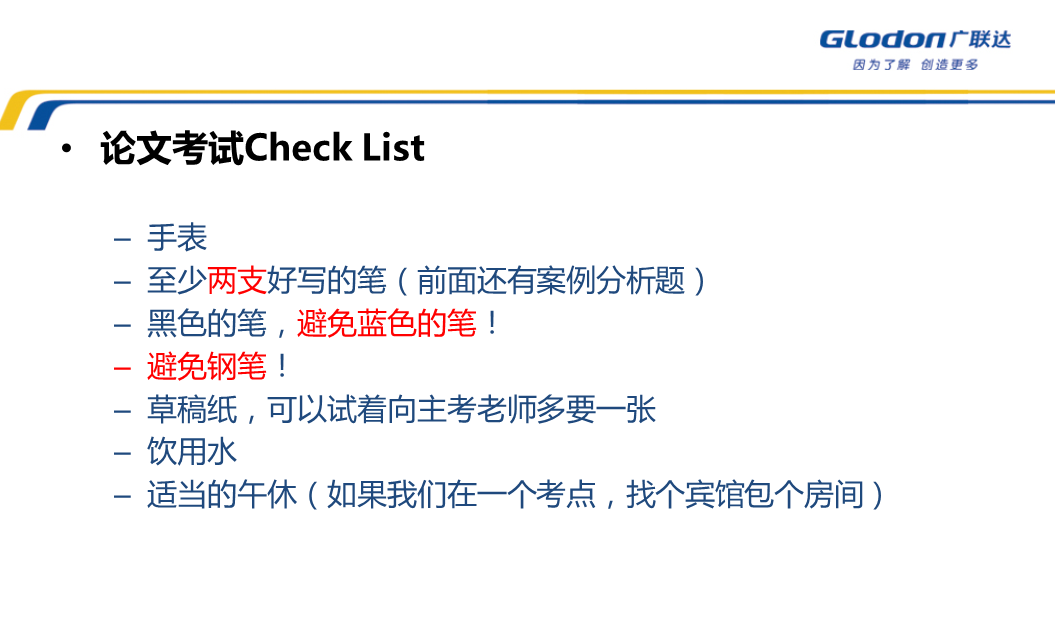 GLodon广联达
因为了解 创造更多
• 论文考试Check List
– 手表
– 至少两支好写的笔（前面还有案例分析题）
– 黑色的笔，避免蓝色的笔！
– 避免钢笔！
– 草稿纸，可以试着向主考老师多要一张
– 饮用水
– 适当的午休（如果我们在一个考点，找个宾馆包个房间）